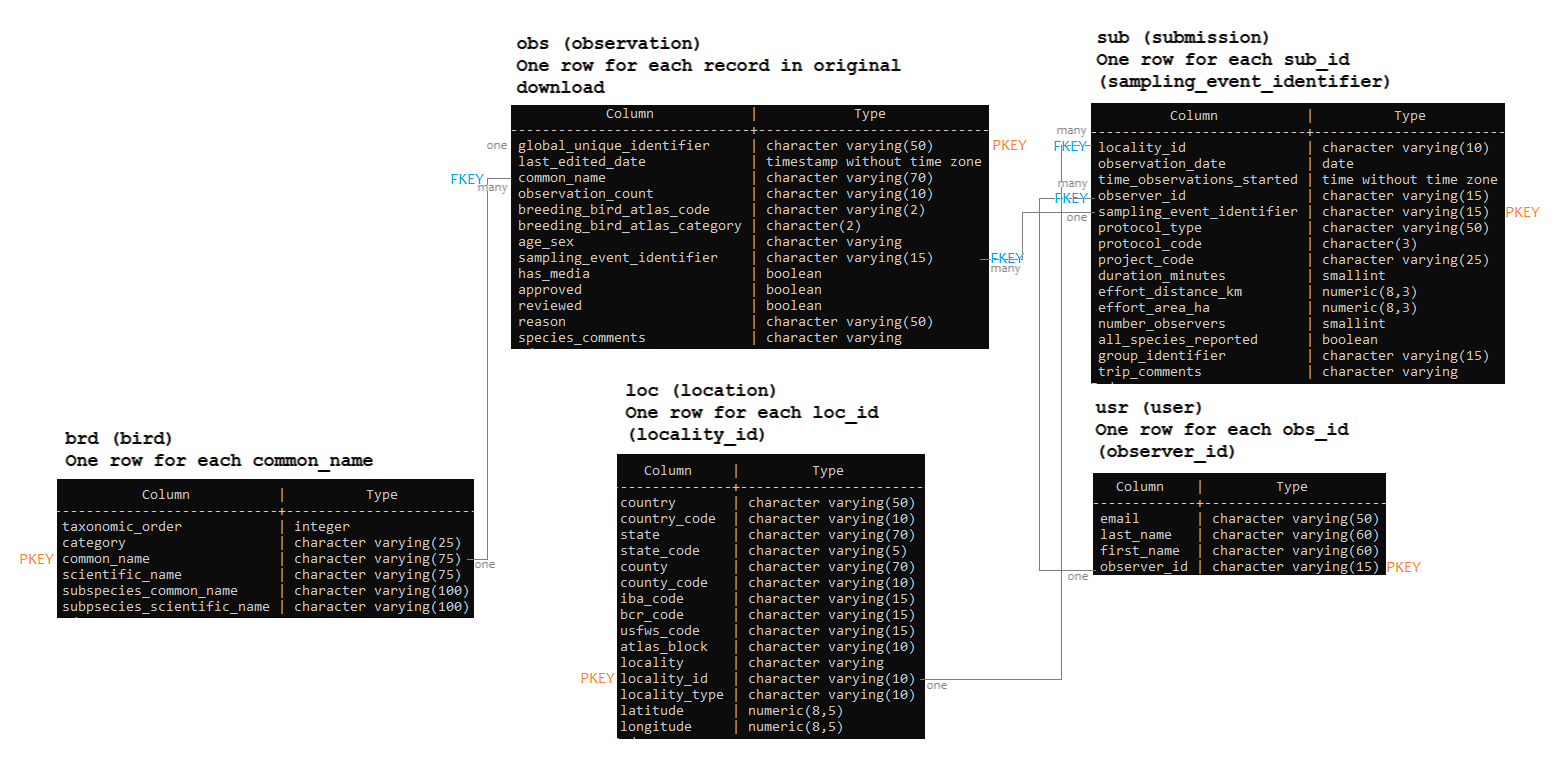 obs (observation)
One row for each record in original
download
Column | Type
one global_unique_identifier | character varying(50) PKEY
last_edited_date | timestamp without time zone
FKEY many common_name | character varying(70)
observation_count | character varying(10)
breeding_bird_atlas_code | character varying(2)
breeding_bird_atlas_category | character(2)
age_sex | character varying
sampling_event_identifier | character varying(15) FKEY many
has_media | boolean
approved | boolean
reviewed | boolean
reason | character varying(50)
species_comments | character varying
sub (submission)
One row for each sub_id
(sampling_event_identifier)
Column | Type
many
FKEY locality_id | character varying(10)
observation_date | date
many time_observations_started | time without time zone
FKEY observer_id | character varying(15)
one sampling_event_identifier | character varying(15) PKEY
protocol_type | character varying(50)
protocol_code | character(3)
project_code | character varying(25)
duration_minutes | smallint
effort_distance_km | numeric(8,3)
effort_area_ha | numeric(8,3)
number_observers | smallint
all_species_reported | boolean
group_identifier | character varying(15)
trip_comments | character varying
brd (bird)
One row for each common_name
Column | Type
taxonomic_order | integer
category | character varying(25)
PKEY common_name | character varying(75) one
scientific_name | character varying(75)
subspecies_common_name | character varying(100)
subpsecies_scientific_name | character varying(100)
loc (location)
One row for each loc_id
(locality_id)
Column | Type
country | character varying(50)
country_code | character varying(10)
state | character varying(70)
state_code | character varying(5)
county | character varying(70)
county_code | character varying(10)
iba_code | character varying(15)
bcr_code | character varying(15)
usfws_code | character varying(15)
atlas_block | character varying(10)
locality | character varying
PKEY locality_id | character varying(10) one
locality_type | character varying(10)
latitude | numeric(8,5)
longitude | numeric(8,5)
usr (user)
One row for each obs_id
(observer_id)
Column | Type
email | character varying(50)
last_name | character varying(60)
first_name | character varying(60)
one observer_id | character varying(15) PKEY